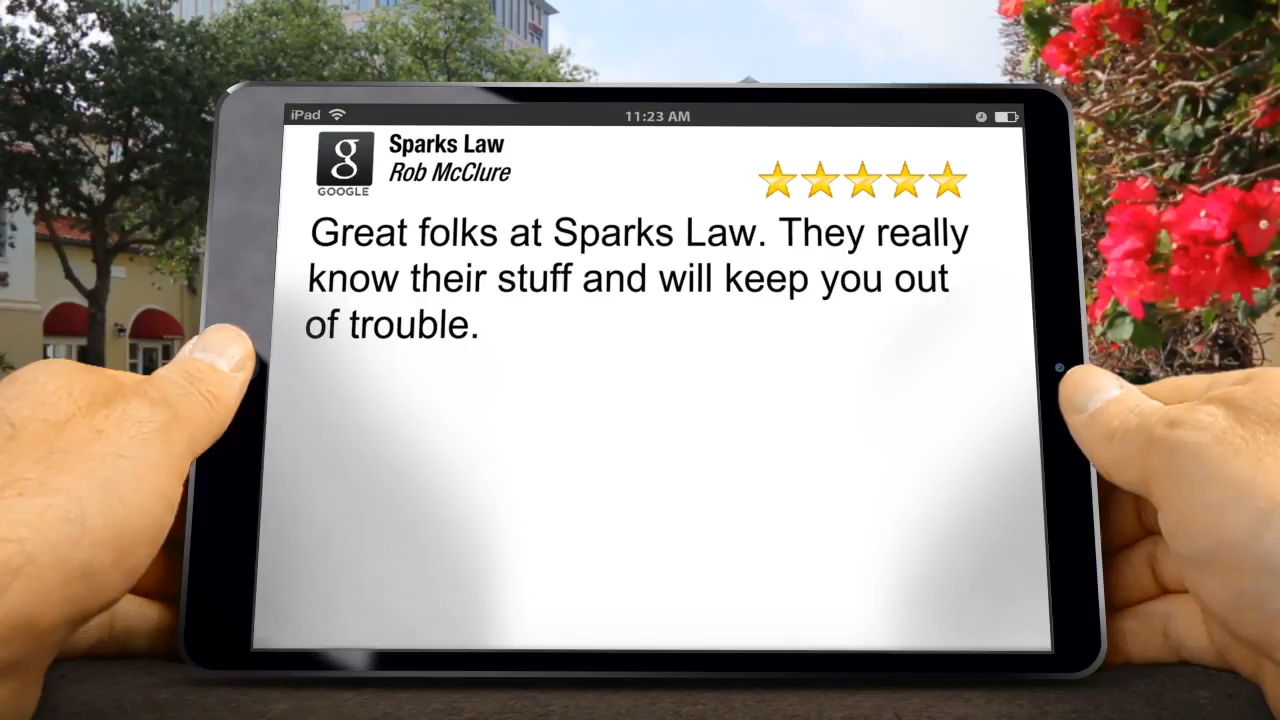 iPad 11:23 AM
g
GOOGLE
Sparks Law
Rob McClure
Great folks at Sparks Law. They really
know their stuff and will keep you out
of trouble.